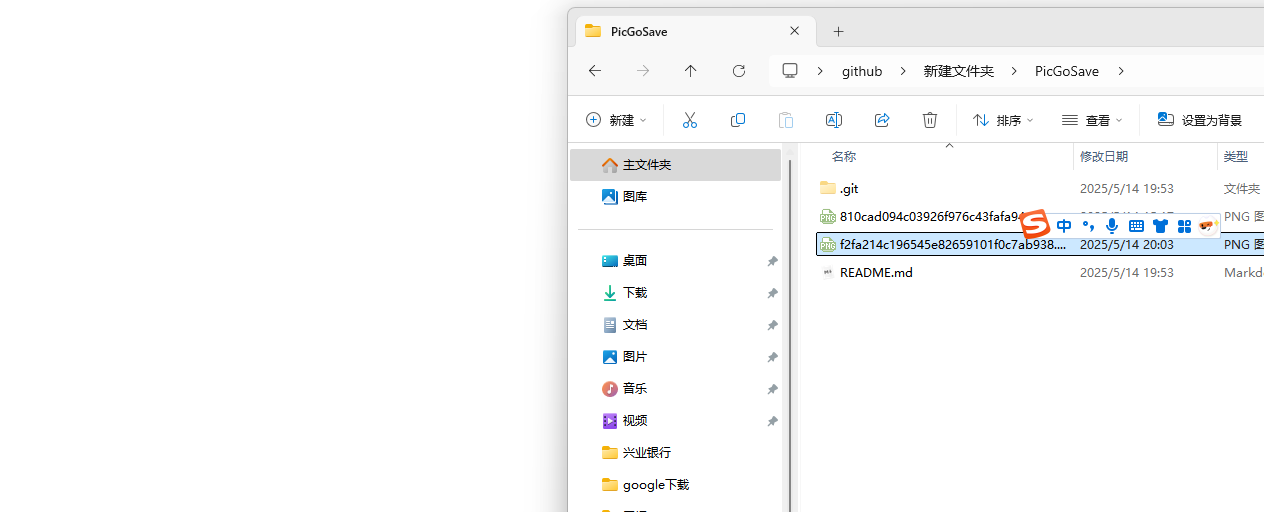 PicGoSave
github 新建文件夹 PicGoSave
新建 排序 查看 设置为背景
名称 修改日期 类型
主文件夹
图库
桌面
下载
文档
图片
音乐
视频
兴业银行
google下载
.git 2025/5/14 19:53 文件夹
810cad094c03926f976c43fafa94 PNG 图
中
f2fa214c196545e82659101f0c7ab938.... 2025/5/14 20:03 PNG 图
README.md 2025/5/14 19:53 Markd